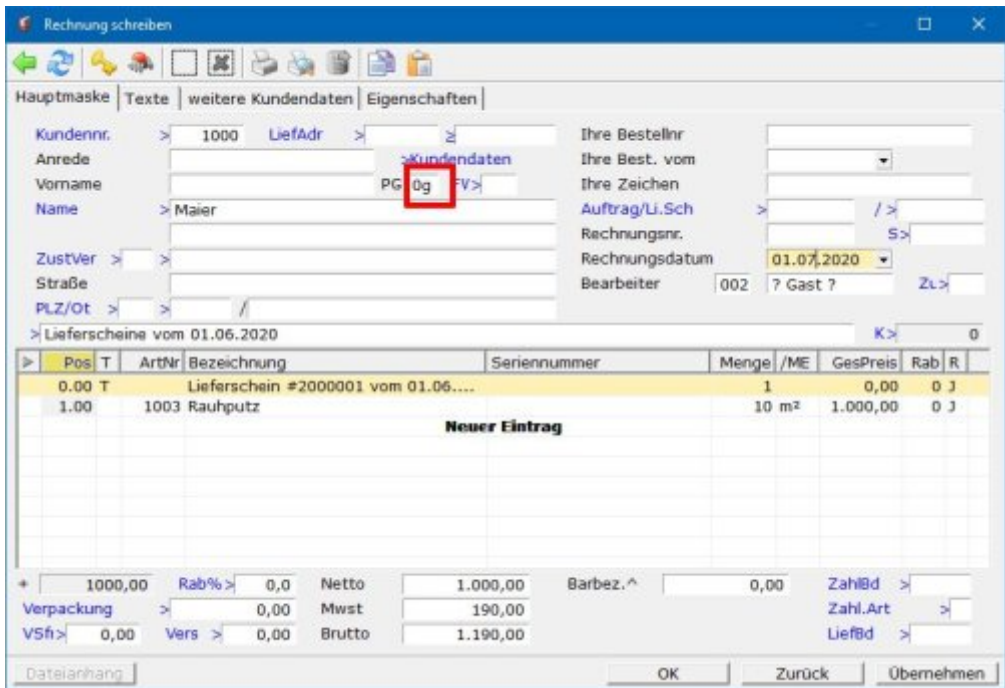 Rechnung schreiben
Hauptmaske Texte weitere Kundendaten Eigenschaften
Kundennr. > 1000 LiefAdr > ≥ Ihre Bestellnr
Anrede >Kundendaten Ihre Best. vom
Vorname PG 0g FV> Ihre Zeichen
Name > Maier Auftrag/Li.Sch > / >
Rechnungsnr. S>
ZustVer > > Rechnungsdatum 01.07.2020
Straße Bearbeiter 002 ? Gast ? ZL>
PLZ/Ot > > /
> Lieferscheine vom 01.06.2020 K> 0
> Pos T ArtNr Bezeichnung Seriennummer Menge /ME GesPreis Rab R
0.00 T Lieferschein #2000001 vom 01.06.... 1 0,00 0 J
1.00 1003 Rauhputz 10 m² 1.000,00 0 J
Neuer Eintrag
+ 1000,00 Rab% > 0,0 Netto 1.000,00 Barbez.^ 0,00 ZahlBd >
Verpackung > 0,00 Mwst 190,00 Zahl.Art >
VSfr> 0,00 Vers > 0,00 Brutto 1.190,00 LiefBd >
Dateianhang OK Zurück Übernehmen